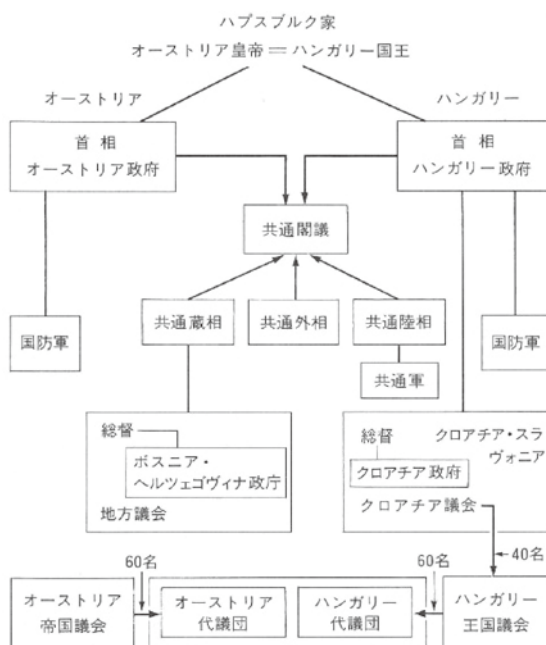 ハプスブルク家
オーストリア皇帝＝ハンガリー国王
オーストリア
ハンガリー
首相
オーストリア政府
首相
ハンガリー政府
共通閣議
国防軍
共通蔵相
共通外相
共通陸相
国防軍
共通軍
総督
ボスニア・
ヘルツェゴヴィナ政庁
地方議会
総督
クロアチア・スラ
ヴォニア
クロアチア政府
クロアチア議会
40名
60名
60名
オーストリア
帝国議会
オーストリア
代議団
ハンガリー
代議団
ハンガリー
王国議会